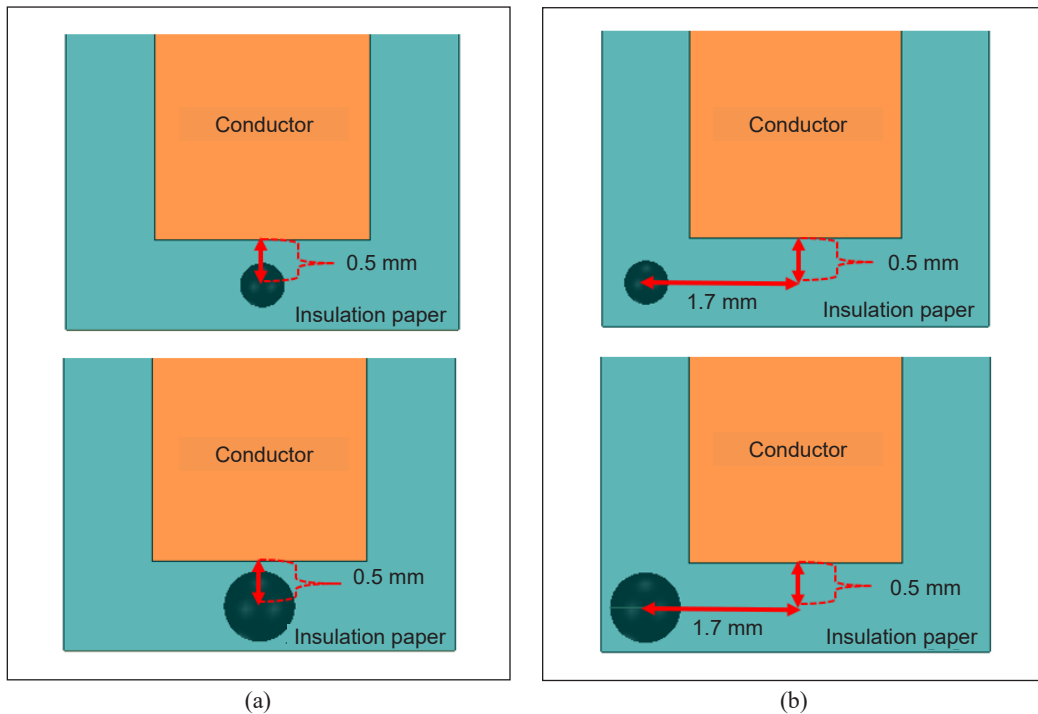 Conductor
0.5 mm
Insulation paper
Conductor
0.5 mm
Insulation paper
(a)
Conductor
0.5 mm
1.7 mm
Insulation paper
Conductor
0.5 mm
1.7 mm
Insulation paper
(b)